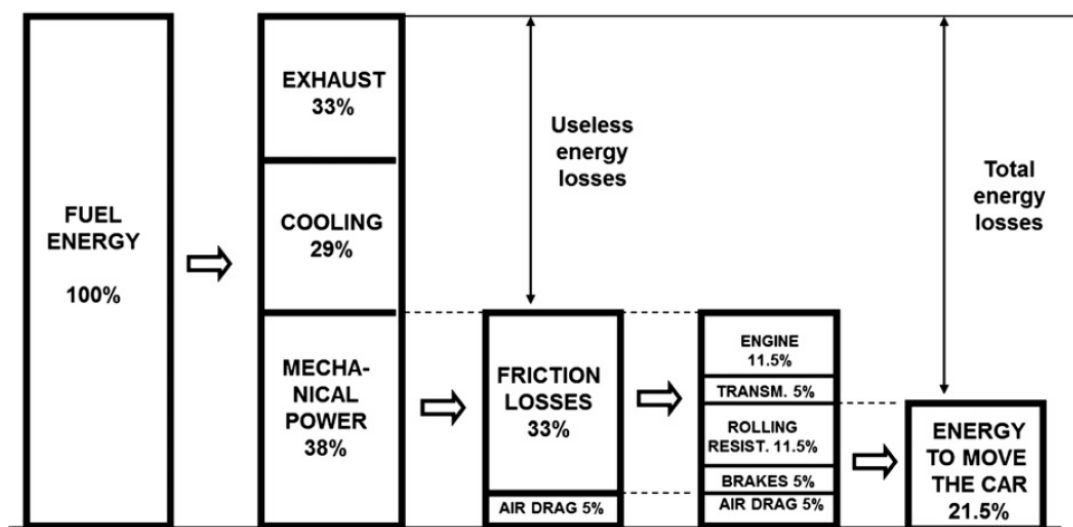 FUEL
ENERGY
100%
EXHAUST
33%
COOLING
29%
MECHA-
NICAL
POWER
38%
Useless
energy
losses
FRICTION
LOSSES
33%
AIR DRAG 5%
ENGINE
11.5%
TRANSM. 5%
ROLLING
RESIST. 11.5%
BRAKES 5%
AIR DRAG 5%
Total
energy
losses
ENERGY
TO MOVE
THE CAR
21.5%